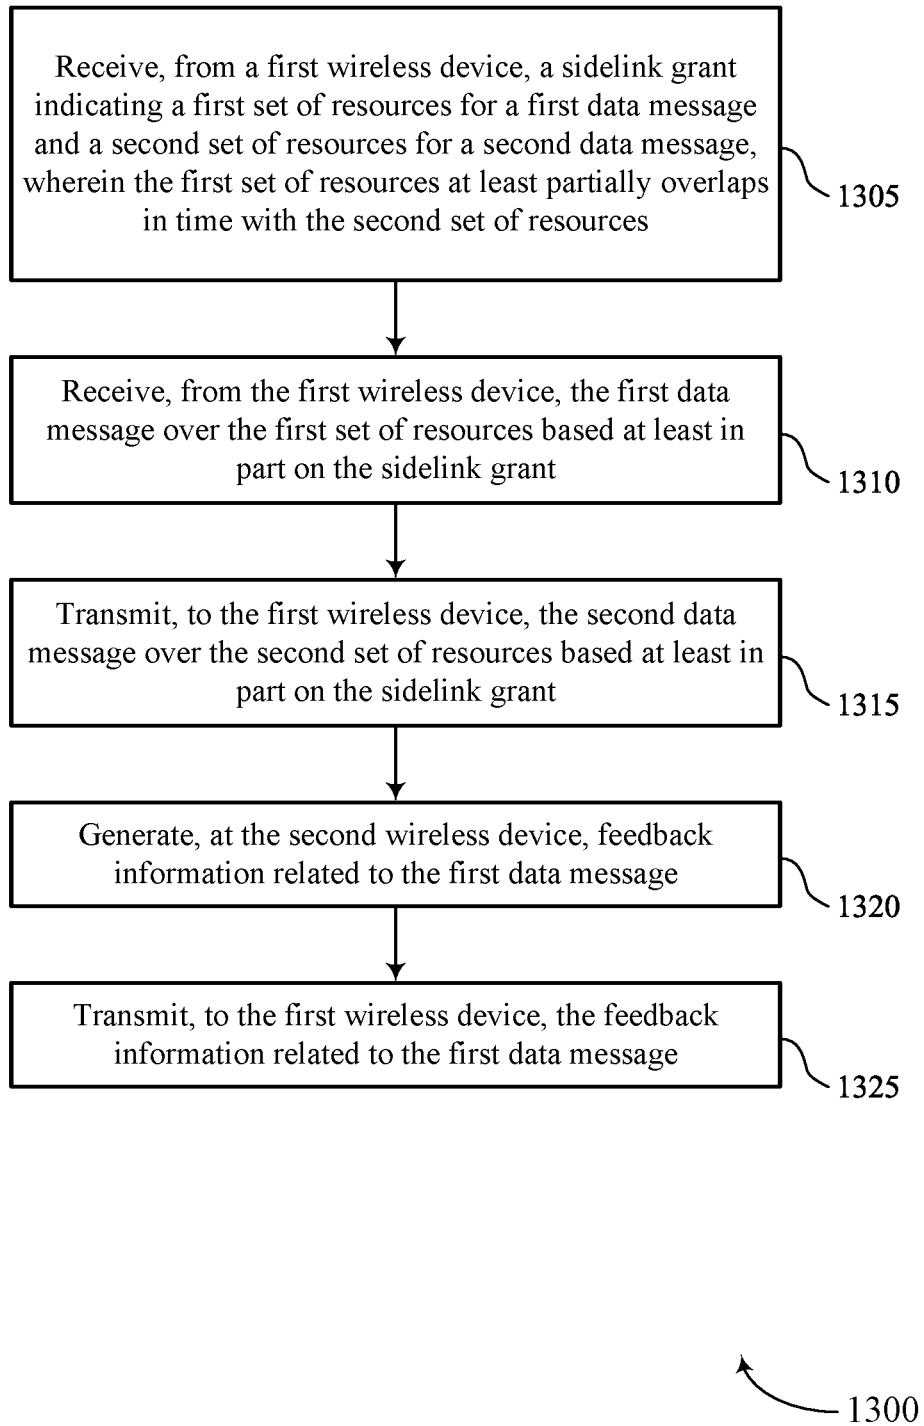 Receive, from a first wireless device, a sidelink grant
indicating a first set of resources for a first data message
and a second set of resources for a second data message,
wherein the first set of resources at least partially overlaps
in time with the second set of resources
1305
Receive, from the first wireless device, the first data
message over the first set of resources based at least in
part on the sidelink grant
1310
Transmit, to the first wireless device, the second data
message over the second set of resources based at least in
part on the sidelink grant
1315
Generate, at the second wireless device, feedback
information related to the first data message
1320
Transmit, to the first wireless device, the feedback
information related to the first data message
1325
1300